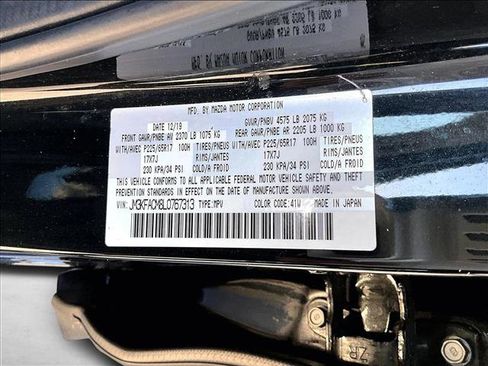 MFD. BY MAZDA MOTOR CORPORATION
DATE 12/19 GVWR/PNBV 4575 LB 2075 KG
FRONT GAWR/PNBE AV 2370 LB 1075 KG REAR GAWR/PNBE AR 2205 LB 1000 KG
WITH/AVEC P225/65R17 100H TIRES/PNEUS WITH/AVEC P225/65R17 100H TIRES/PNEUS
17X7J RIMS/JANTES 17X7J RIMS/JANTES
230 KPA/34 PSI COLD/A FROID 230 KPA/34 PSI COLD/A FROID
THIS VEHICLE CONFORMS TO ALL APPLICABLE FEDERAL MOTOR VEHICLE SAFETY, BUMPER, AND THEFT
PREVENTION STANDARDS IN EFFECT ON THE DATE OF MANUFACTURE SHOWN ABOVE.
VIN: JM3KFACM8L0767313 TYPE: MPV COLOR CODE: 41W MADE IN JAPAN
ZR